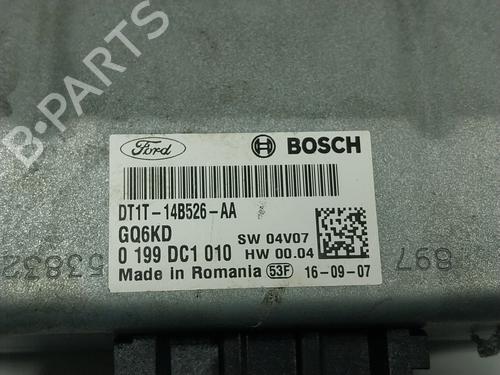 B-PARTS
Ford
BOSCH
DT1T-14B526-AA
GQ6KD
SW 04V07
0 199 DC1 010
HW 00.04
Made in Romania
53F
16-09-07
53832
897